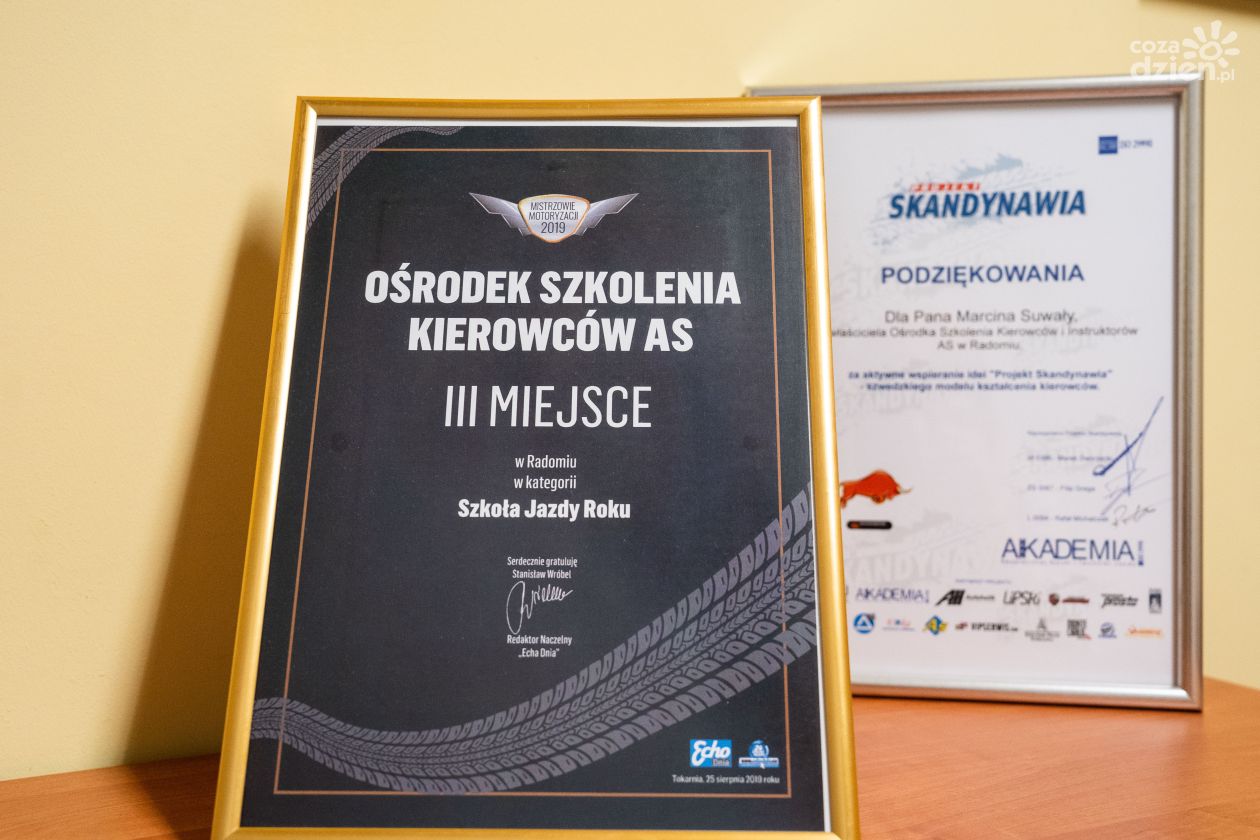 coza
dzien.pl
MISTRZOWIE
MOTORYZACJI
2019
OŚRODEK SZKOLENIA
KIEROWCÓW AS
III MIEJSCE
w Radomiu
w kategorii
Szkoła Jazdy Roku
Serdecznie gratuluję
Stanisław Wróbel
Redaktor Naczelny
„Echa Dnia”
Echo
Dnia
Tokarnia, 25 sierpnia 2019 roku
PROJEKT
SKANDYNAWIA
PODZIĘKOWANIA
Dla Pana Marcina Suwały,
właściciela Ośrodka Szkolenia Kierowców i Instruktorów
AS w Radomiu,
za aktywne wspieranie idei "Projekt Skandynawia"
szwedzkiego modelu kształcenia kierowców.
AKADEMIA
AKADEMIA
LIPSKI